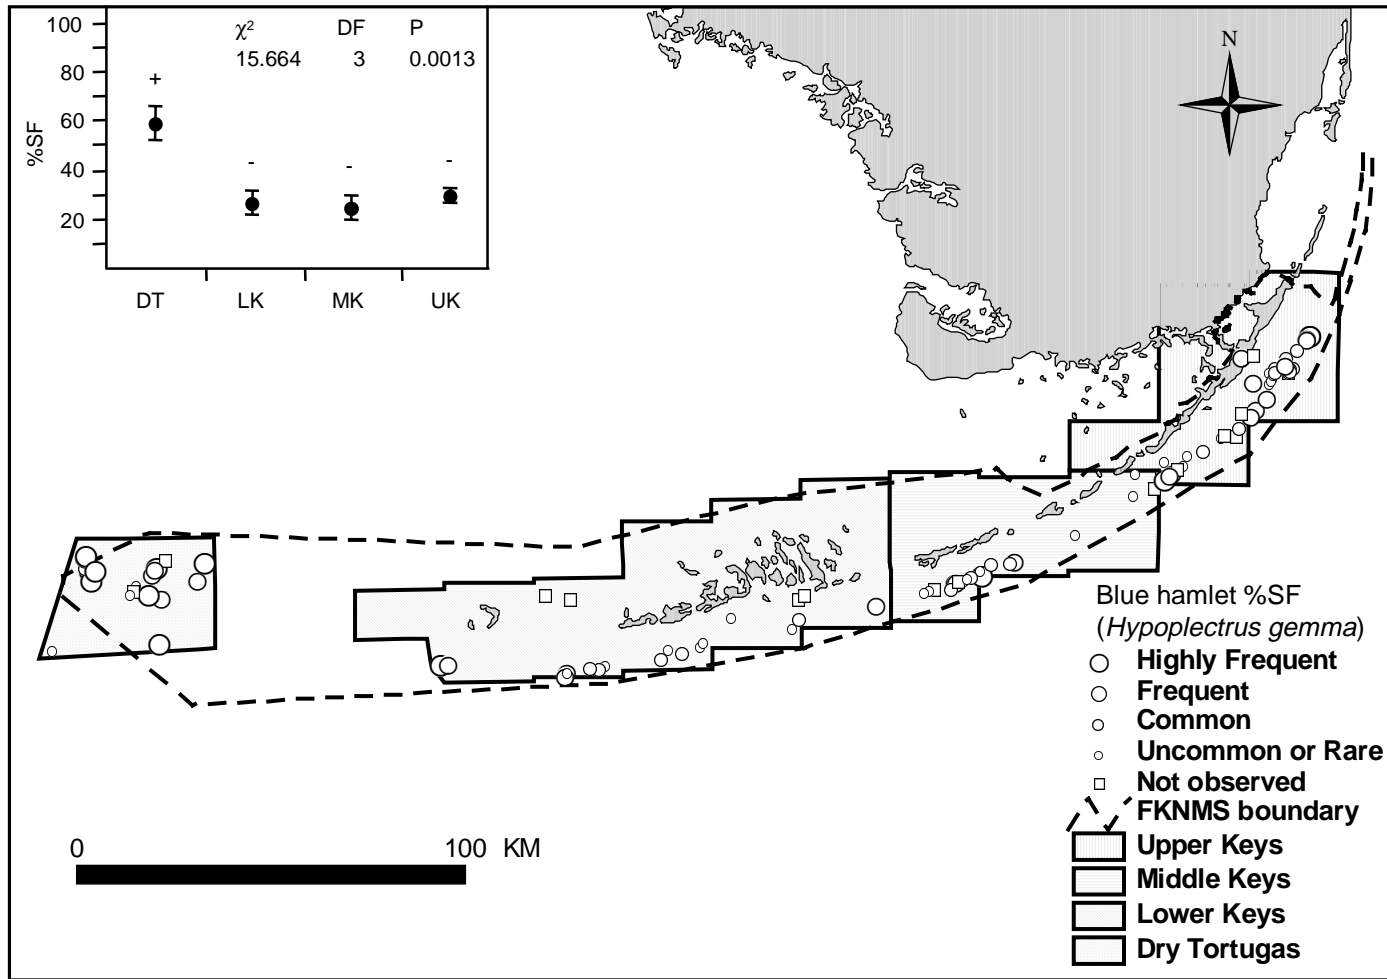 100
80
60
40
20
%SF
χ² DF P
15.664 3 0.0013
+
-
-
-
DT LK MK UK
N
Blue hamlet %SF
(Hypoplectrus gemma)
Highly Frequent
Frequent
Common
Uncommon or Rare
Not observed
FKNMS boundary
Upper Keys
Middle Keys
Lower Keys
Dry Tortugas
0 100 KM